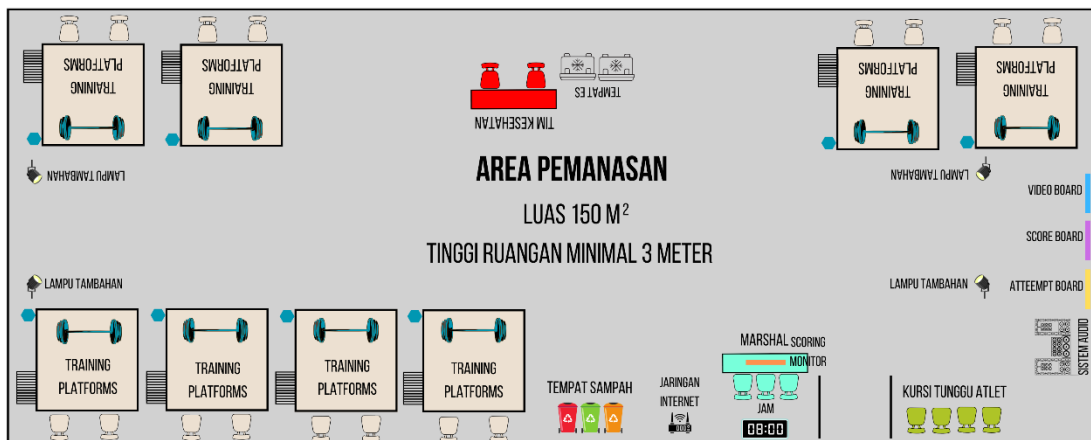 TRAINING
PLATFORMS
TRAINING
PLATFORMS
TIM KESEHATAN
TEMPAT ES
TRAINING
PLATFORMS
TRAINING
PLATFORMS
LAMPU TAMBAHAN
AREA PEMANASAN
LUAS 150 M²
TINGGI RUANGAN MINIMAL 3 METER
LAMPU TAMBAHAN
VIDEO BOARD
SCORE BOARD
LAMPU TAMBAHAN
LAMPU TAMBAHAN
ATTEEMPT BOARD
SISTEM AUDIO
TRAINING
PLATFORMS
TRAINING
PLATFORMS
TRAINING
PLATFORMS
TRAINING
PLATFORMS
TEMPAT SAMPAH
JARINGAN
INTERNET
MARSHAL
SCORING
MONITOR
JAM
08:00
KURSI TUNGGU ATLET